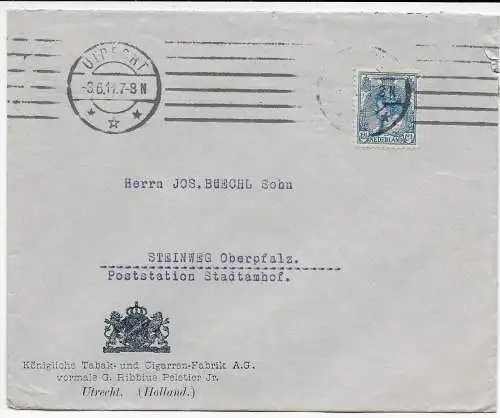 UTRECHT
-3.6.11.7-8 N
NEDERLAND
Herrn JOS. BUECHL Sohn
STEINWEG Oberpfalz.
Poststation Stadtamhof.
Königliche Tabak- und Cigarren-Fabrik A.G.
vormals G. Ribbius Peletier Jr.
Utrecht. (Holland.)